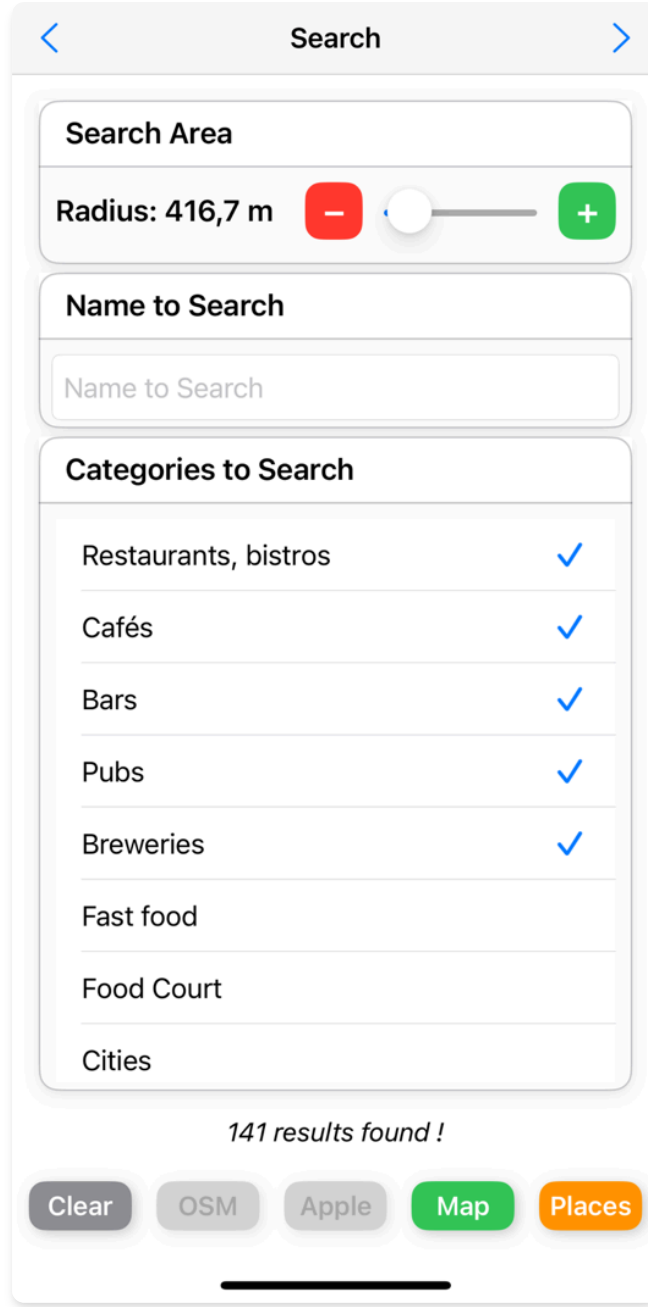 Search
Search Area
Radius: 416,7 m
Name to Search
Name to Search
Categories to Search
Restaurants, bistros
Cafés
Bars
Pubs
Breweries
Fast food
Food Court
Cities
141 results found !
Clear OSM Apple Map Places